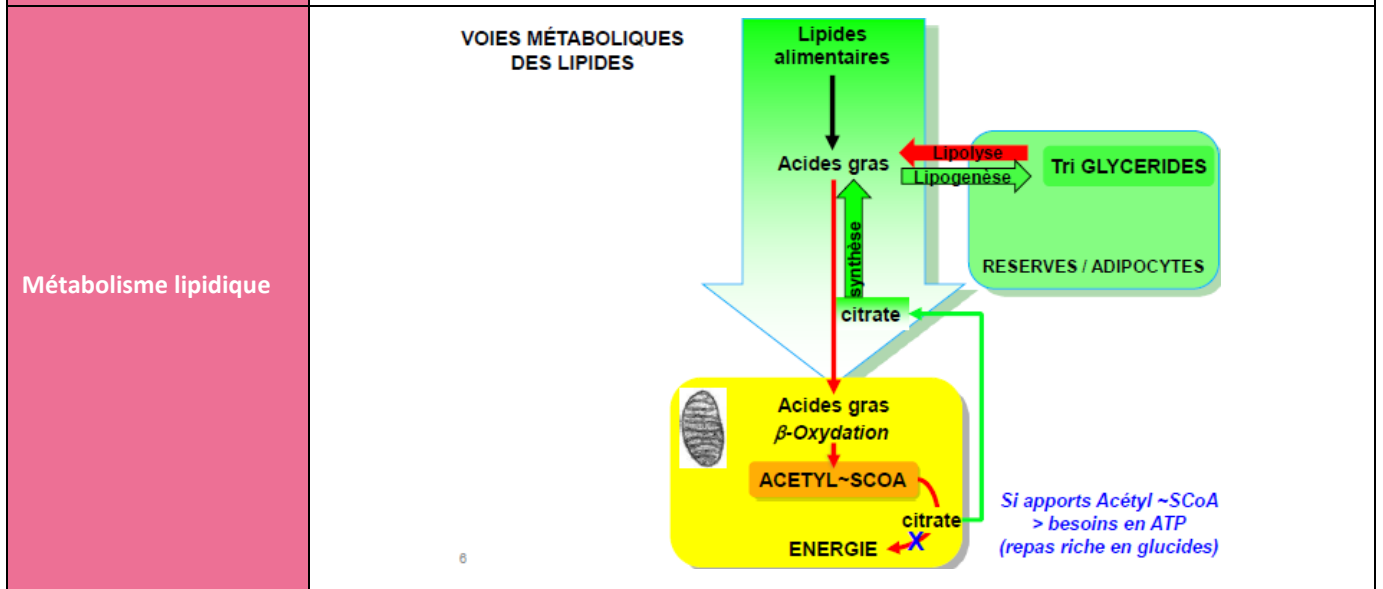 Métabolisme lipidique
VOIES MÉTABOLIQUES
DES LIPIDES
Lipides
alimentaires
Acides gras
Lipolyse
Lipogenèse
Tri GLYCERIDES
RESERVES / ADIPOCYTES
synthèse
citrate
Acides gras
β-Oxydation
ACETYL~SCOA
citrate
X
ENERGIE
Si apports Acétyl ~SCoA
> besoins en ATP
(repas riche en glucides)
6